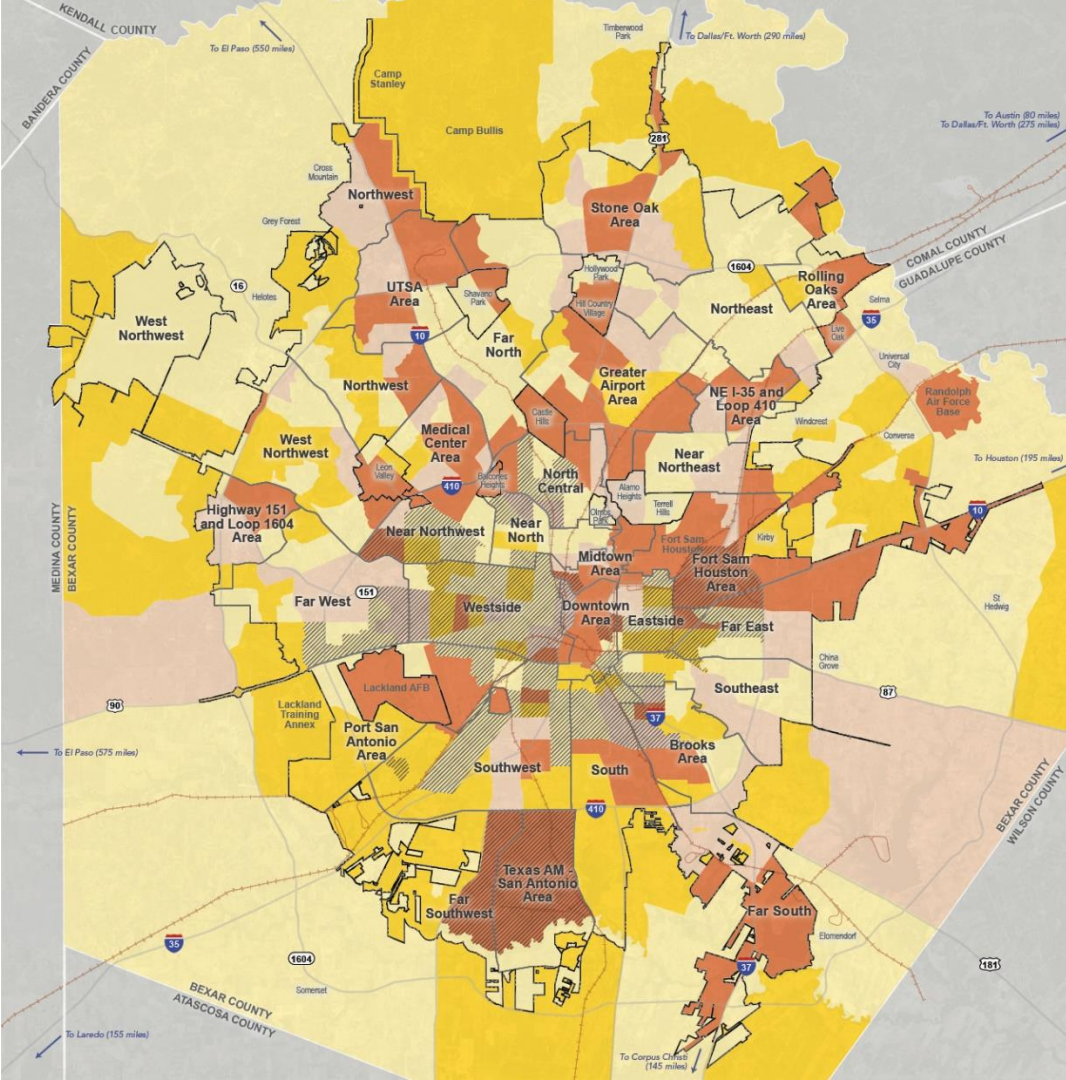 KENDALL COUNTY
To El Paso (550 miles)
Timberwood
Park
To Dallas/Ft. Worth (290 miles)
BANDERA COUNTY
Camp
Stanley
Camp Bullis
To Austin (80 miles)
To Dallas/Ft. Worth (275 miles)
281
Cross
Mountain
Northwest
Grey Forest
Stone Oak
Area
COMAL COUNTY
GUADALUPE COUNTY
Hollywood
Park
1604
16
Helotes
UTSA
Area
Shavano
Park
Hill Country
Village
Northeast
Rolling
Oaks
Area
Selma
35
West
Northwest
10
Far
North
Live
Oak
Universal
City
Northwest
Greater
Airport
Area
NE I-35 and
Loop 410
Area
Randolph
Air Force
Base
Castle
Hills
Windcrest
Converse
West
Northwest
Medical
Center
Area
Near
Northeast
To Houston (195 miles)
Leon
Valley
410
Balcones
Heights
North
Central
Alamo
Heights
Terrell
Hills
Olmos
Park
10
Highway 151
and Loop 1604
Area
Near Northwest
Near
North
Fort Sam
Houston
Kirby
MEDINA COUNTY
BEXAR COUNTY
Midtown
Area
Fort Sam
Houston
Area
Far West
151
Westside
Downtown
Area
Eastside
Far East
St
Hedwig
China
Grove
Lackland AFB
Southeast
87
90
Lackland
Training
Annex
37
Port San
Antonio
Area
Brooks
Area
To El Paso (575 miles)
Southwest
South
410
BEXAR COUNTY
WILSON COUNTY
Texas AM -
San Antonio
Area
Far
Southwest
Far South
Elomendorf
35
1604
37
181
Somerset
BEXAR COUNTY
ATASCOSA COUNTY
To Laredo (155 miles)
To Corpus Christi
(145 miles)